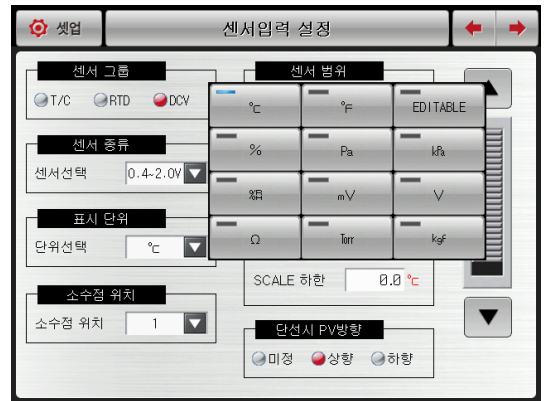 셋업
센서입력 설정
센서 그룹
T/C
RTD
DCV
센서 종류
센서선택
0.4~2.0V
표시 단위
단위선택
℃
소수점 위치
소수점 위치
1
센서 범위
℃
℉
EDITABLE
%
Pa
kPa
%RH
mV
V
Ω
Torr
kgf
SCALE 하한
0.0 ℃
단선시 PV방향
미정
상향
하향